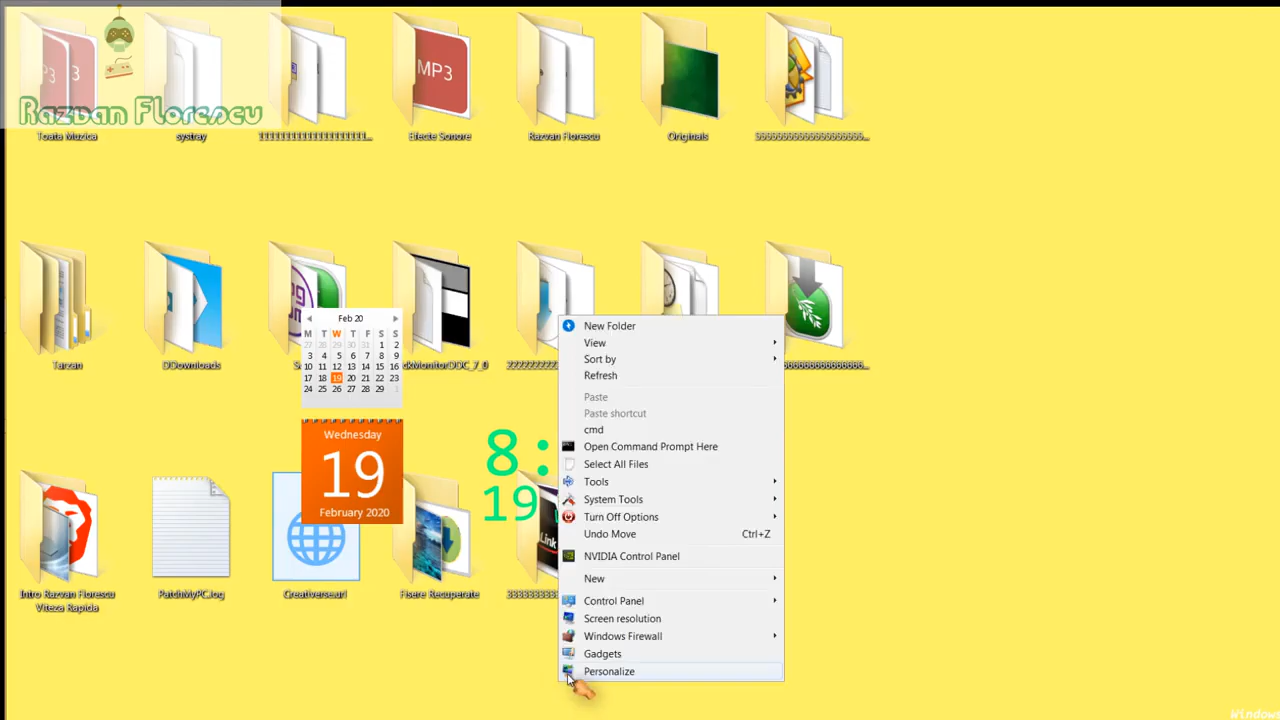 Razvan Florescu
Toata Muzica
systray
Efecte Sonore
Razvan Florescu
Originals
MP3
Tarzan
DDownloads
Feb 20
M T W T F S S
27 28 29 30 31 1 2
3 4 5 6 7 8 9
10 11 12 13 14 15 16
17 18 19 20 21 22 23
24 25 26 27 28 29 1
Wednesday
19
February 2020
8:
19
Intro Razvan Florescu
Viteza Rapida
PatchMyPC.log
Creativerse.url
Fisere Recuperate
New Folder
View
Sort by
Refresh
Paste
Paste shortcut
cmd
Open Command Prompt Here
Select All Files
Tools
System Tools
Turn Off Options
Undo Move Ctrl+Z
NVIDIA Control Panel
New
Control Panel
Screen resolution
Windows Firewall
Gadgets
Personalize
Windows